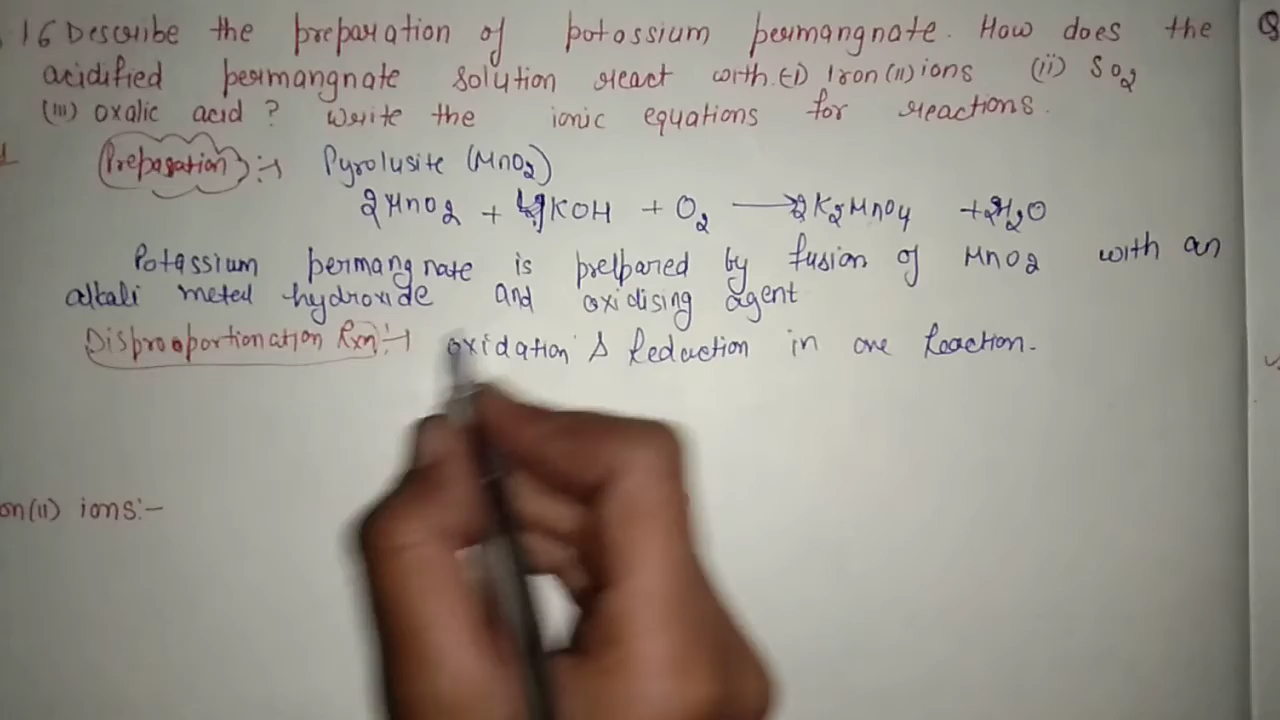 16 Describe the preparation of potassium permangnate. How does the
acidified permangnate solution react with. (i) Iron (II) ions (ii) SO2
(iii) oxalic acid ? Write the ionic equations for reactions.
Preparation :→ Pyrolusite (MnO2)
2MnO2 + 4KOH + O2 → 2K2MnO4 + 2H2O
Potassium permangnate is prelpared by fusion of MnO2 with an
alkali metel hydroxide and oxidising agent
Disproportionation Rxn :→ oxidation & Reduction in one Reaction.
on(II) ions:-